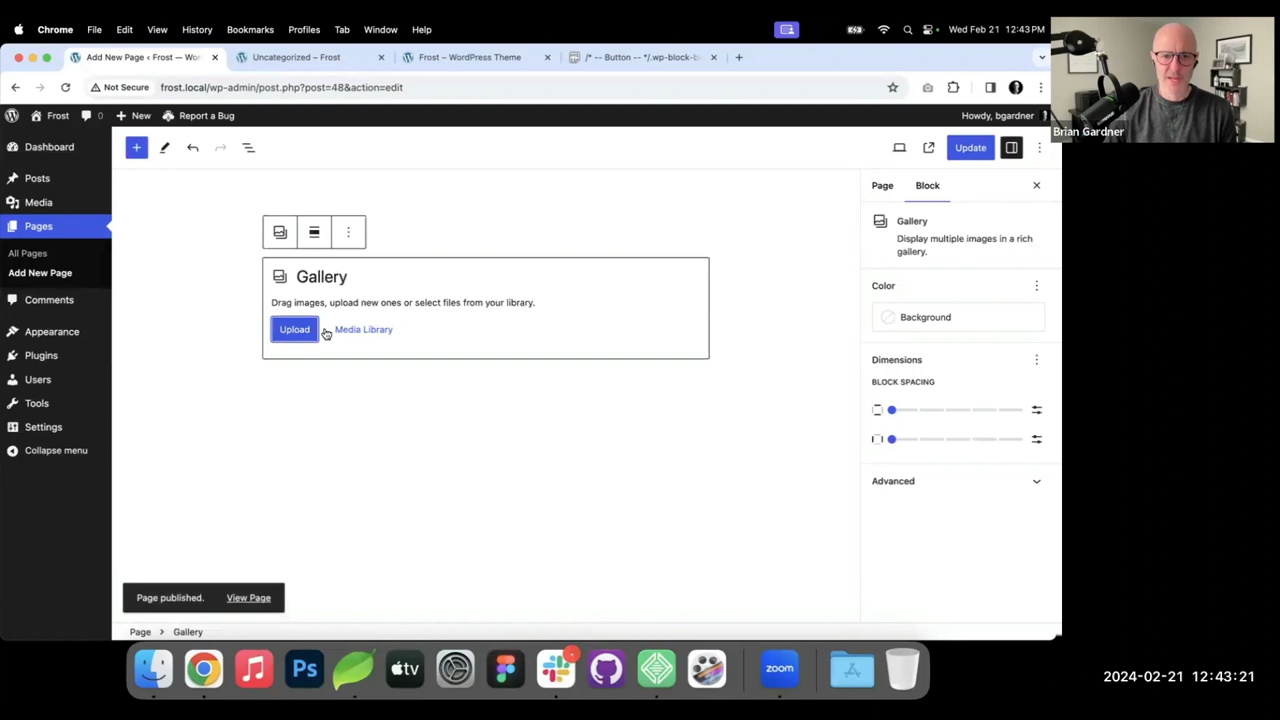 Chrome File Edit View History Bookmarks Profiles Tab Window Help Wed Feb 21 12:43 PM
Add New Page ‹ Frost — Wor Uncategorized – Frost Frost – WordPress Theme /* -- Button -- */.wp-block-b
Not Secure frost.local/wp-admin/post.php?post=48&action=edit
Frost 0 New Report a Bug Howdy, bgardner
Brian Gardner
Dashboard
Posts
Media
Pages
All Pages
Add New Page
Comments
Appearance
Plugins
Users
Tools
Settings
Collapse menu
Update
Gallery
Drag images, upload new ones or select files from your library.
Upload Media Library
Page Block
Gallery
Display multiple images in a rich
gallery.
Color
Background
Dimensions
BLOCK SPACING
Advanced
Page published. View Page
Page > Gallery
Ps
tv
zoom
2024-02-21 12:43:21